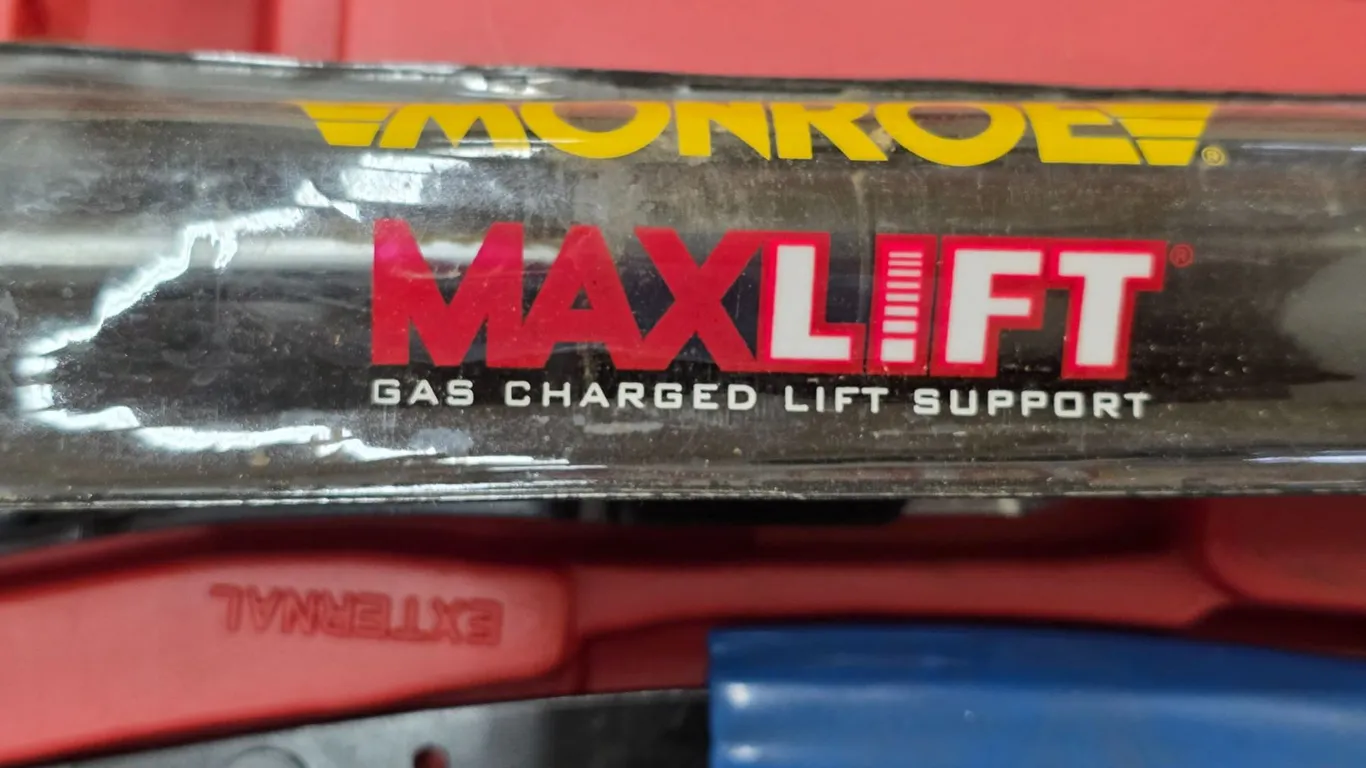 MONROE®
MAXLIFT®
GAS CHARGED LIFT SUPPORT
EXTERNAL